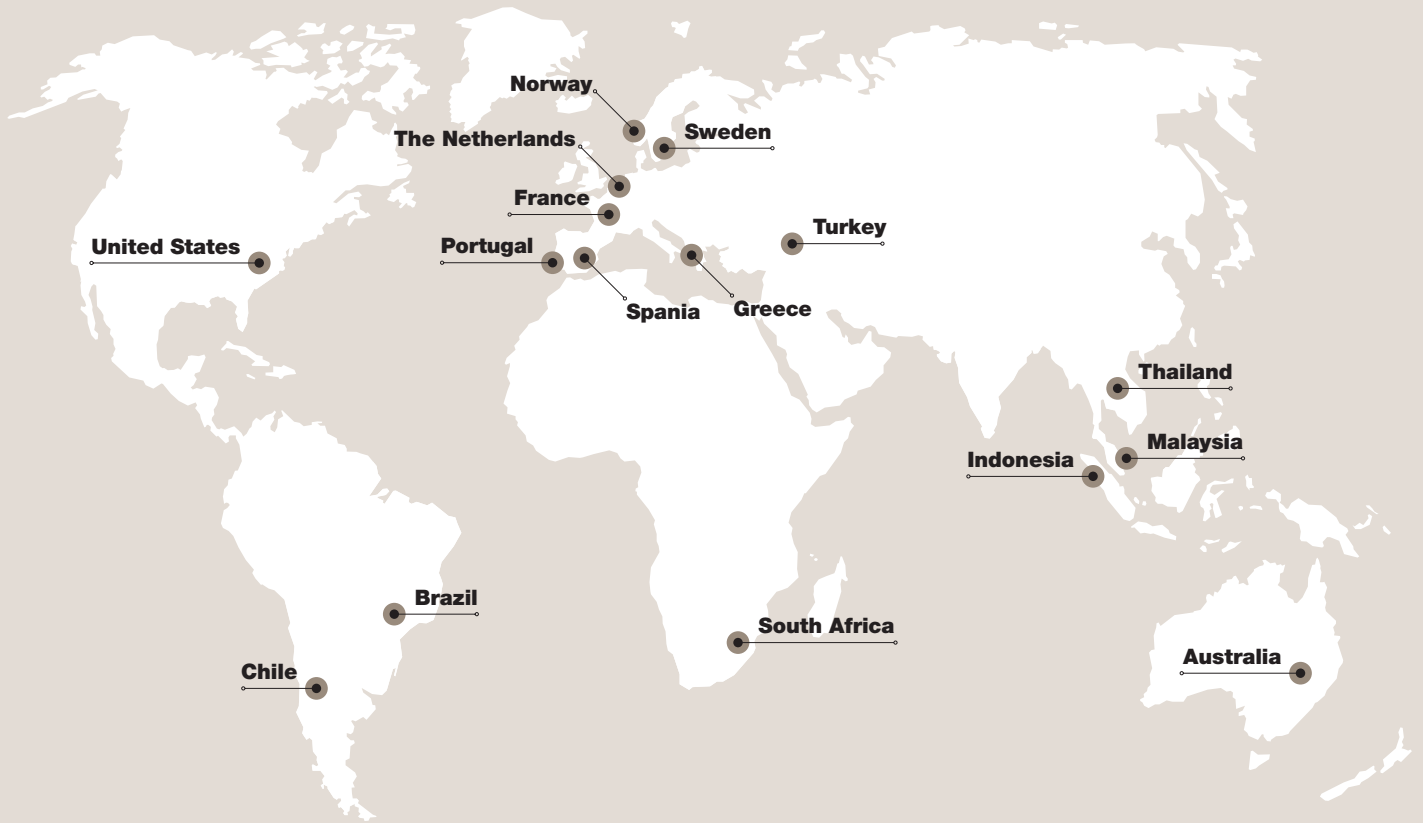 Norway
Sweden
The Netherlands
France
Turkey
United States
Portugal
Spania
Greece
Thailand
Malaysia
Indonesia
Brazil
South Africa
Australia
Chile